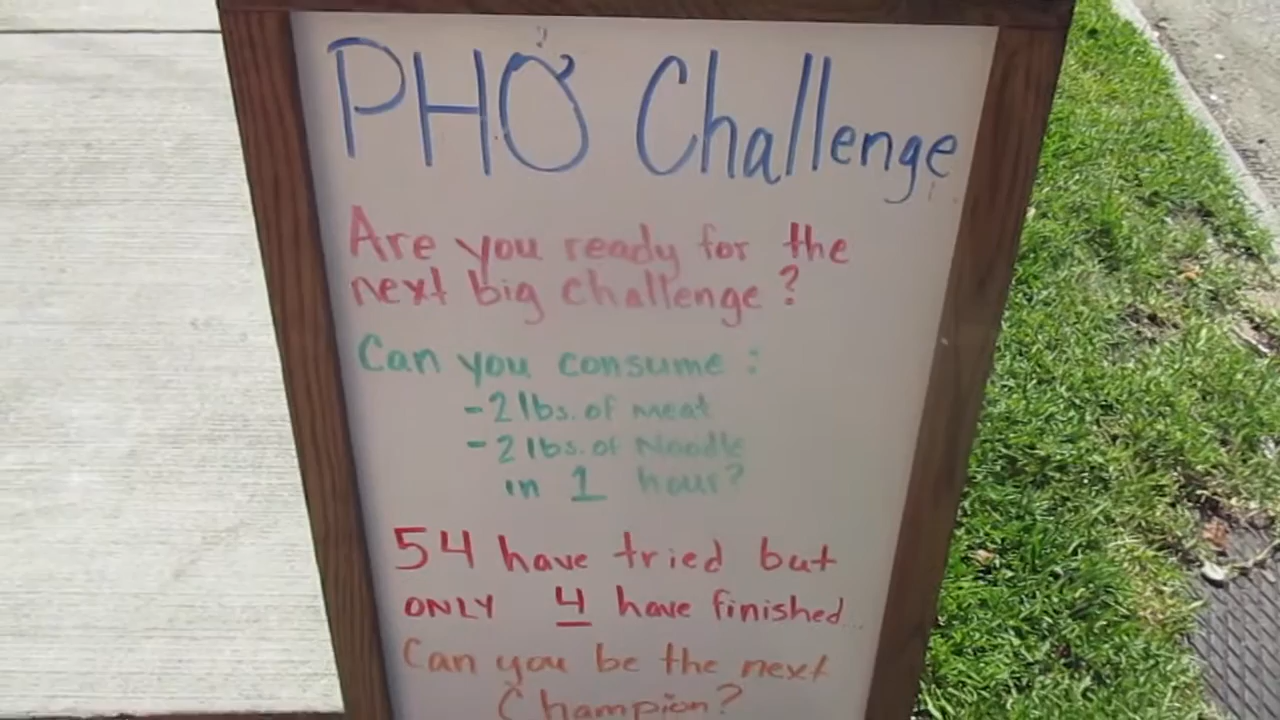 PHỞ Challenge
Are you ready for the
next big challenge?
Can you consume:
-2 lbs. of meat
-2 lbs. of Noodle
in 1 hour?
54 have tried but
ONLY 4 have finished...
Can you be the next
Champion?